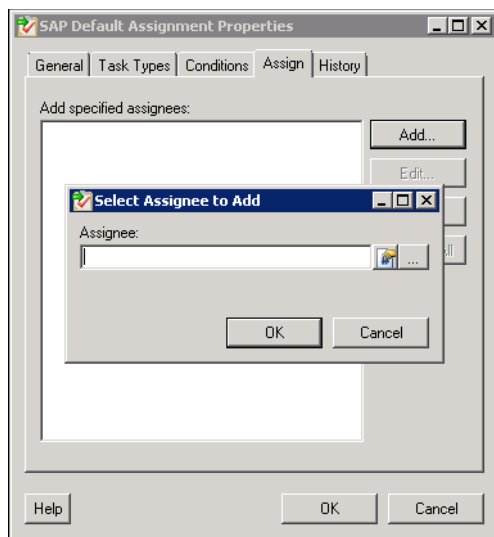 SAP Default Assignment Properties
General Task Types Conditions Assign History
Add specified assignees:
Add...
Edit...
Select Assignee to Add
Assignee:
...
OK Cancel
Help OK Cancel